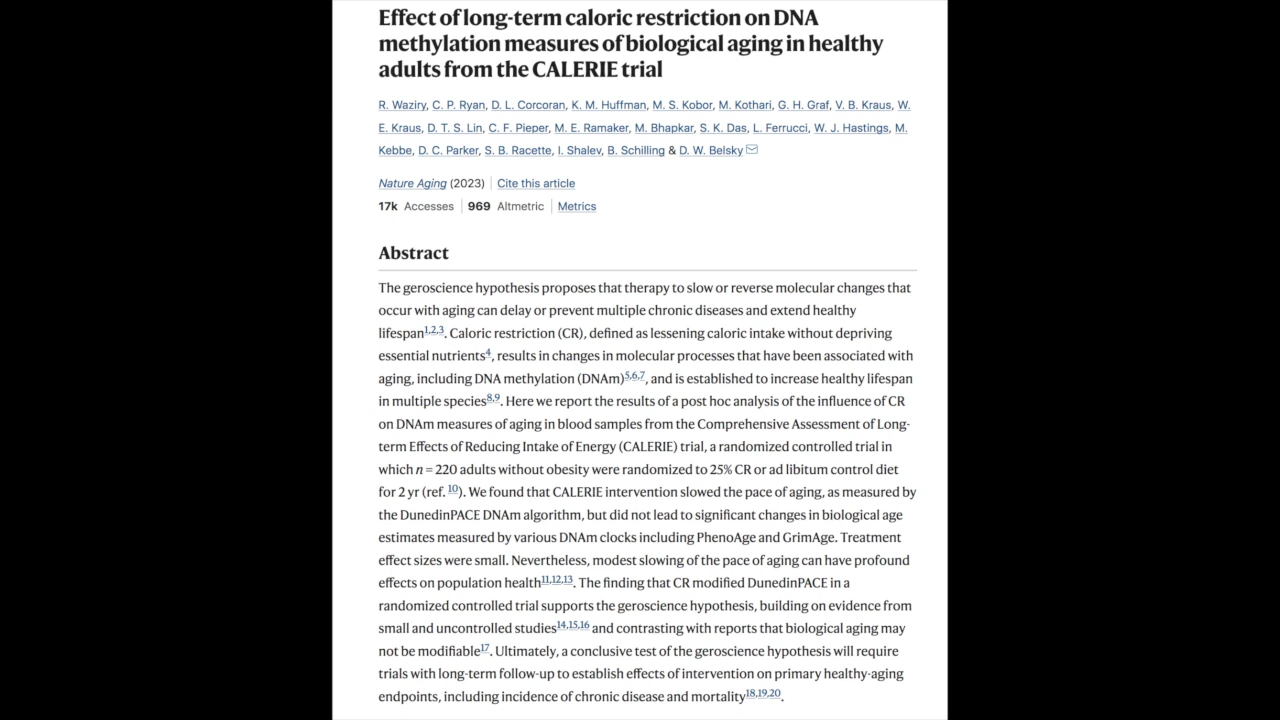 Effect of long-term caloric restriction on DNA
methylation measures of biological aging in healthy
adults from the CALERIE trial
R. Waziry, C. P. Ryan, D. L. Corcoran, K. M. Huffman, M. S. Kobor, M. Kothari, G. H. Graf, V. B. Kraus, W.
E. Kraus, D. T. S. Lin, C. F. Pieper, M. E. Ramaker, M. Bhapkar, S. K. Das, L. Ferrucci, W. J. Hastings, M.
Kebbe, D. C. Parker, S. B. Racette, I. Shalev, B. Schilling & D. W. Belsky
Nature Aging (2023) | Cite this article
17k Accesses | 969 Altmetric | Metrics
Abstract
The geroscience hypothesis proposes that therapy to slow or reverse molecular changes that
occur with aging can delay or prevent multiple chronic diseases and extend healthy
lifespan1,2,3. Caloric restriction (CR), defined as lessening caloric intake without depriving
essential nutrients4, results in changes in molecular processes that have been associated with
aging, including DNA methylation (DNAm)5,6,7, and is established to increase healthy lifespan
in multiple species8,9. Here we report the results of a post hoc analysis of the influence of CR
on DNAm measures of aging in blood samples from the Comprehensive Assessment of Long-
term Effects of Reducing Intake of Energy (CALERIE) trial, a randomized controlled trial in
which n = 220 adults without obesity were randomized to 25% CR or ad libitum control diet
for 2 yr (ref. 10). We found that CALERIE intervention slowed the pace of aging, as measured by
the DunedinPACE DNAm algorithm, but did not lead to significant changes in biological age
estimates measured by various DNAm clocks including PhenoAge and GrimAge. Treatment
effect sizes were small. Nevertheless, modest slowing of the pace of aging can have profound
effects on population health11,12,13. The finding that CR modified DunedinPACE in a
randomized controlled trial supports the geroscience hypothesis, building on evidence from
small and uncontrolled studies14,15,16 and contrasting with reports that biological aging may
not be modifiable17. Ultimately, a conclusive test of the geroscience hypothesis will require
trials with long-term follow-up to establish effects of intervention on primary healthy-aging
endpoints, including incidence of chronic disease and mortality18,19,20.